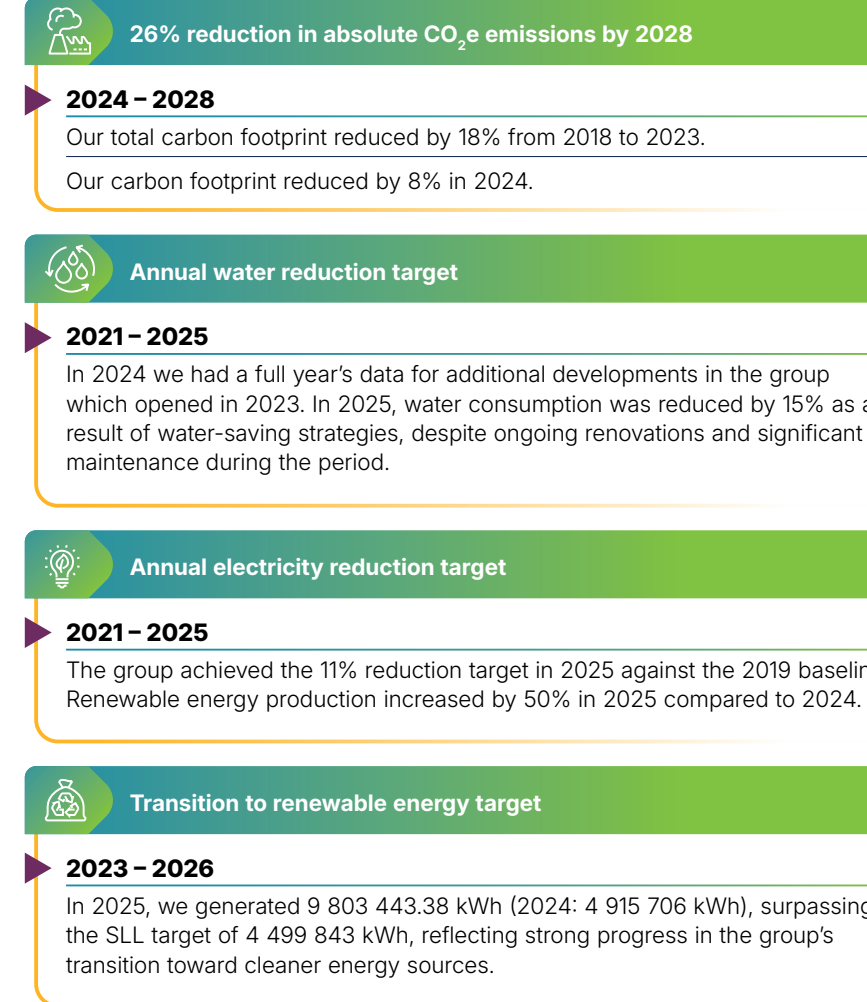 26% reduction in absolute CO₂e emissions by 2028
2024 – 2028
Our total carbon footprint reduced by 18% from 2018 to 2023.
Our carbon footprint reduced by 8% in 2024.
Annual water reduction target
2021 – 2025
In 2024 we had a full year’s data for additional developments in the group
which opened in 2023. In 2025, water consumption was reduced by 15% as a
result of water-saving strategies, despite ongoing renovations and significant
maintenance during the period.
Annual electricity reduction target
2021 – 2025
The group achieved the 11% reduction target in 2025 against the 2019
Renewable energy production increased by 50% in 2025 compared to 2024.
Transition to renewable energy target
2023 – 2026
In 2025, we generated 9 803 443.38 kWh (2024: 4 915 706 kWh), surpassing
the SLL target of 4 499 843 kWh, reflecting strong progress in the group’s
transition toward cleaner energy sources.